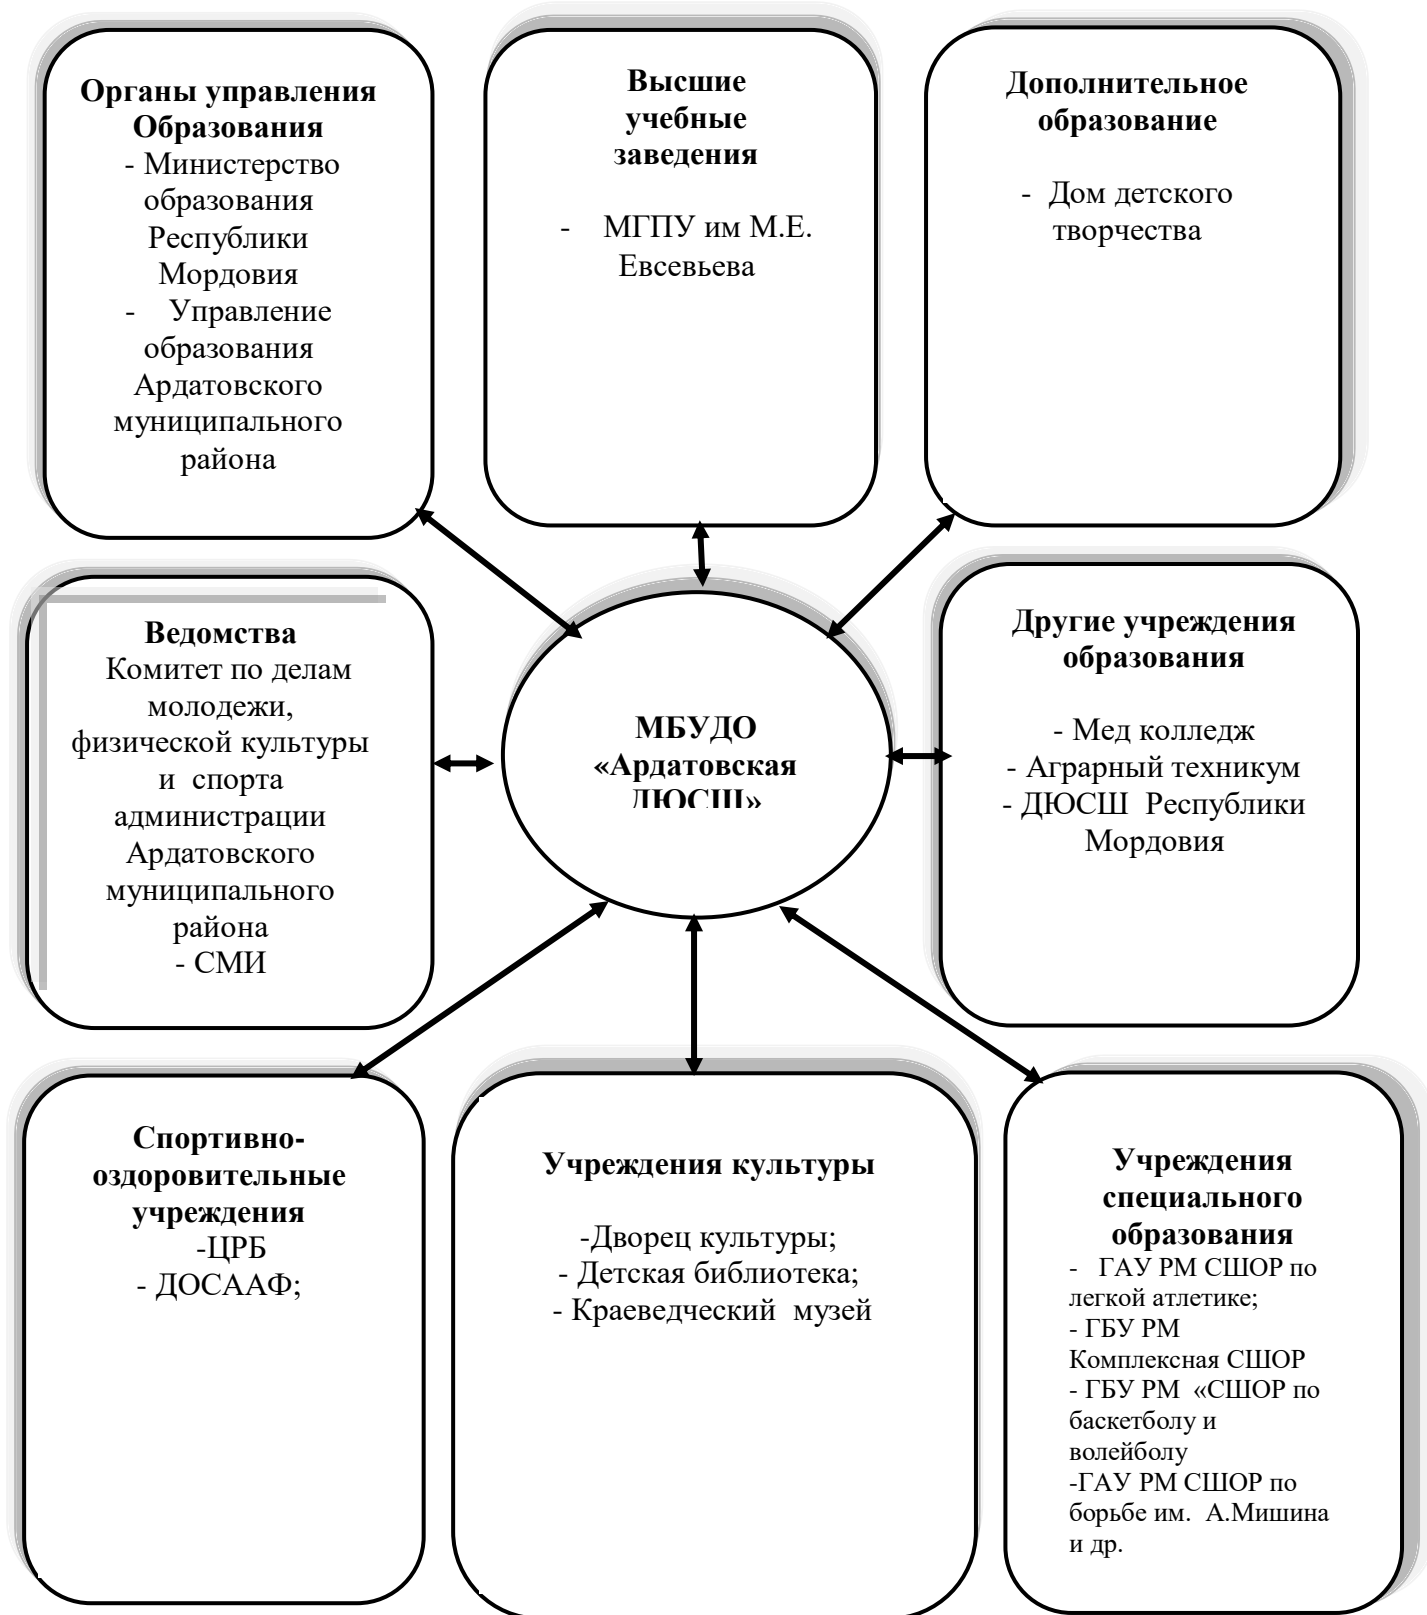 Органы управления
Образования
- Министерство
образования
Республики
Мордовия
- Управление
образования
Ардатовского
муниципального
района
Высшие
учебные
заведения
- МГПУ им М.Е.
Евсевьева
Дополнительное
образование
- Дом детского
творчества
Ведомства
Комитет по делам
молодежи,
физической культуры
и спорта
администрации
Ардатовского
муниципального
района
- СМИ
МБУДО
«Ардатовская
ДЮСШ»
Другие учреждения
образования
- Мед колледж
- Аграрный техникум
- ДЮСШ Республики
Мордовия
Спортивно-
оздоровительные
учреждения
-ЦРБ
- ДОСААФ;
Учреждения культуры
-Дворец культуры;
- Детская библиотека;
- Краеведческий музей
Учреждения
специального
образования
- ГАУ РМ СШОР по
легкой атлетике;
- ГБУ РМ
Комплексная СШОР
- ГБУ РМ «СШОР по
баскетболу и
волейболу
-ГАУ РМ СШОР по
борьбе им. А.Мишина
и др.